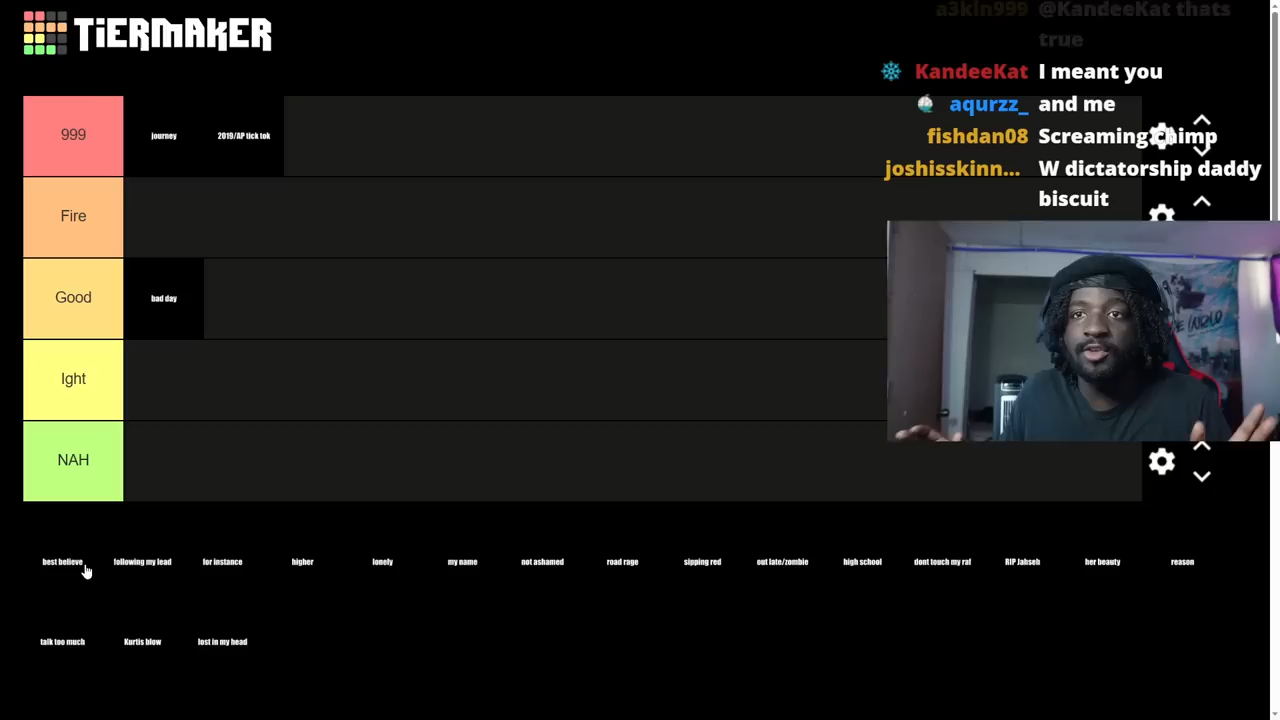 TiERMAKER
a3kln999 @KandeeKat thats
true
KandeeKat I meant you
aqurzz_ and me
fishdan08 Screaming chimp
joshisskinn... W dictatorship daddy
biscuit
999 journey 2019/AP tick tok
Fire
Good bad day
Ight
NAH
best believe following my lead for instance higher lonely my name not ashamed road rage sipping red out late/zombie high school dont touch my raf RIP Jahseh her beauty reason
talk too much Kurtis blow lost in my head